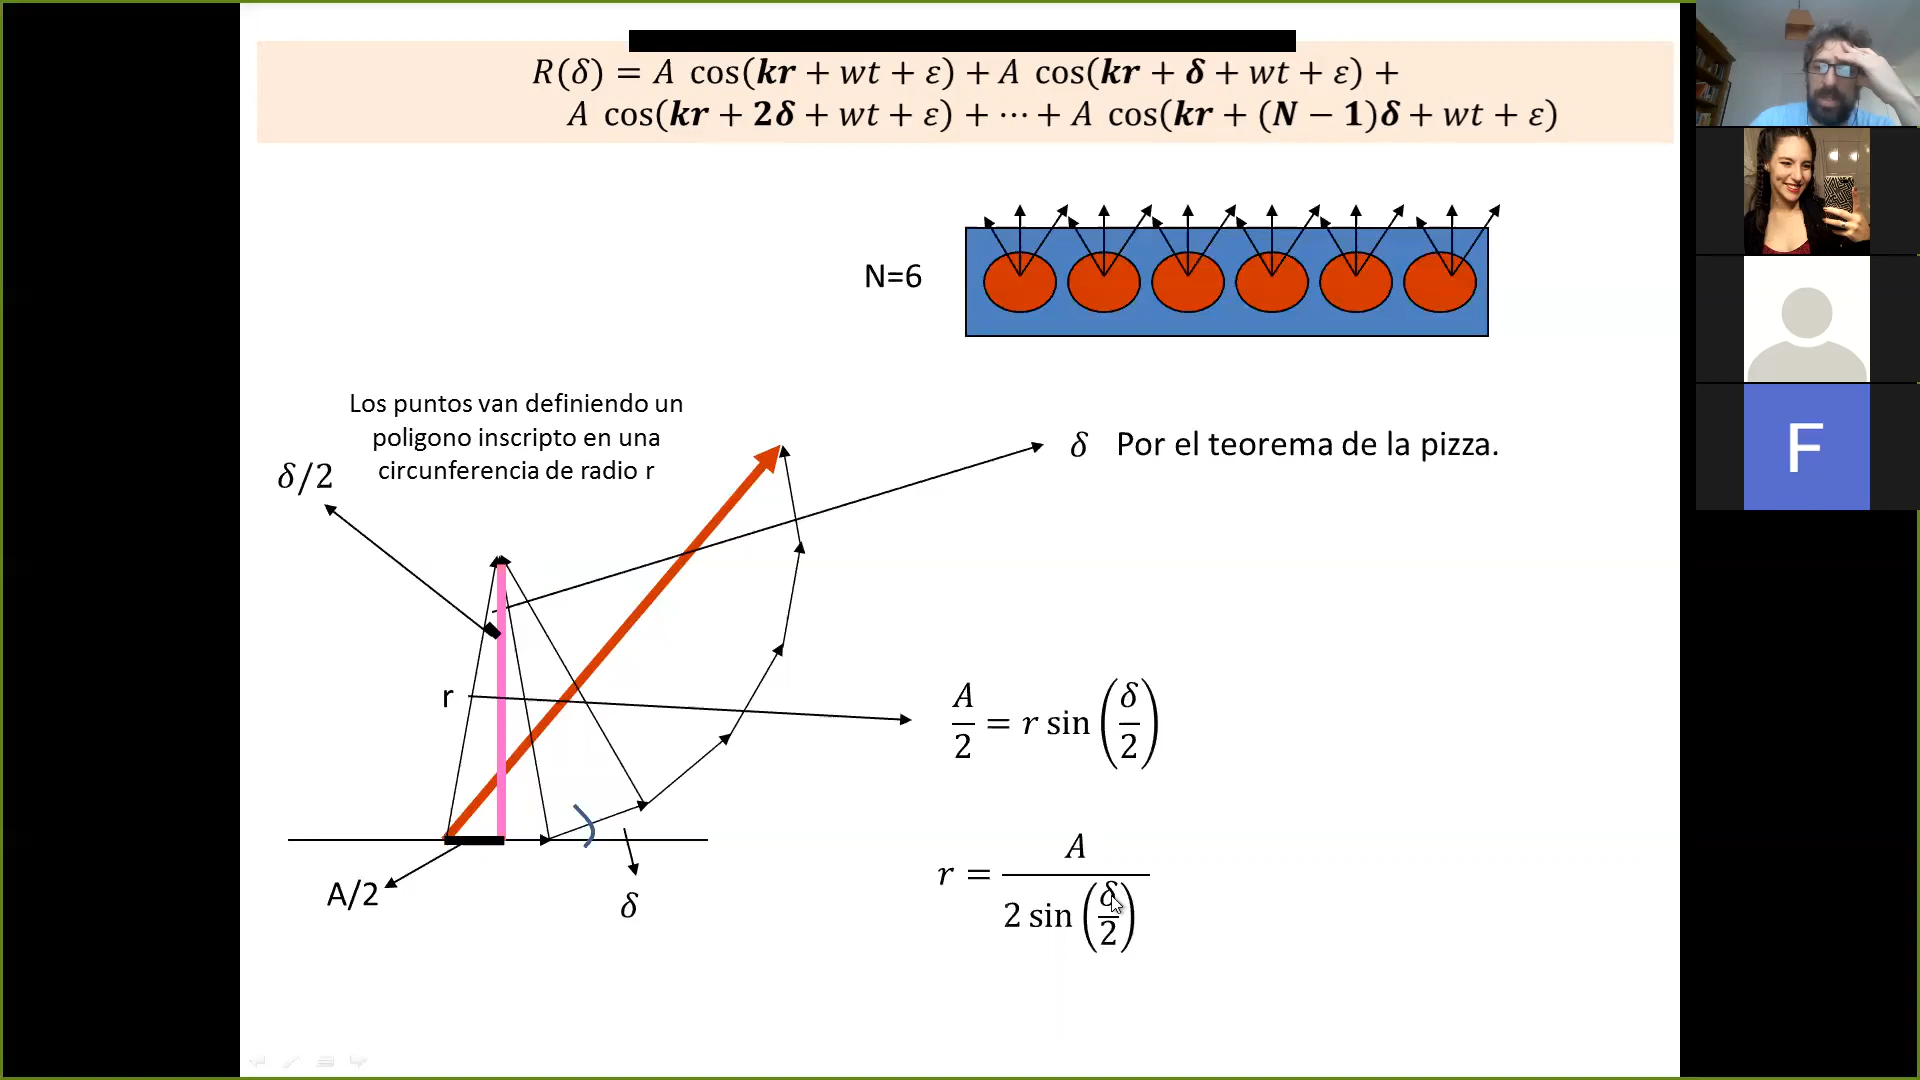 R(δ) = A cos(kr + wt + ε) + A cos(kr + δ + wt + ε) +
A cos(kr + 2δ + wt + ε) + ⋯ + A cos(kr + (N − 1)δ + wt + ε)
N=6
Los puntos van definiendo un
poligono inscripto en una
circunferencia de radio r
δ/2
δ Por el teorema de la pizza.
r
A/2 = r sin(δ/2)
r = A / (2 sin(δ/2))
A/2
δ
F